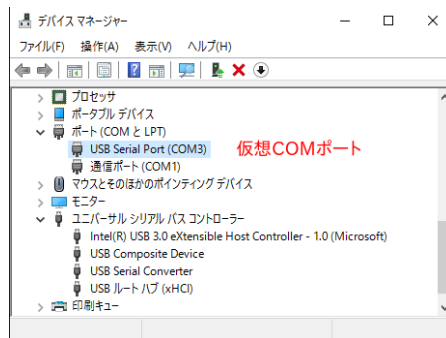 デバイス マネージャー
ファイル(F) 操作(A) 表示(V) ヘルプ(H)
プロセッサ
ポータブル デバイス
ポート (COM と LPT)
USB Serial Port (COM3) 仮想COMポート
通信ポート (COM1)
マウスとそのほかのポインティング デバイス
モニター
ユニバーサル シリアル バス コントローラー
Intel(R) USB 3.0 eXtensible Host Controller - 1.0 (Microsoft)
USB Composite Device
USB Serial Converter
USB ルート ハブ (xHCI)
印刷キュー